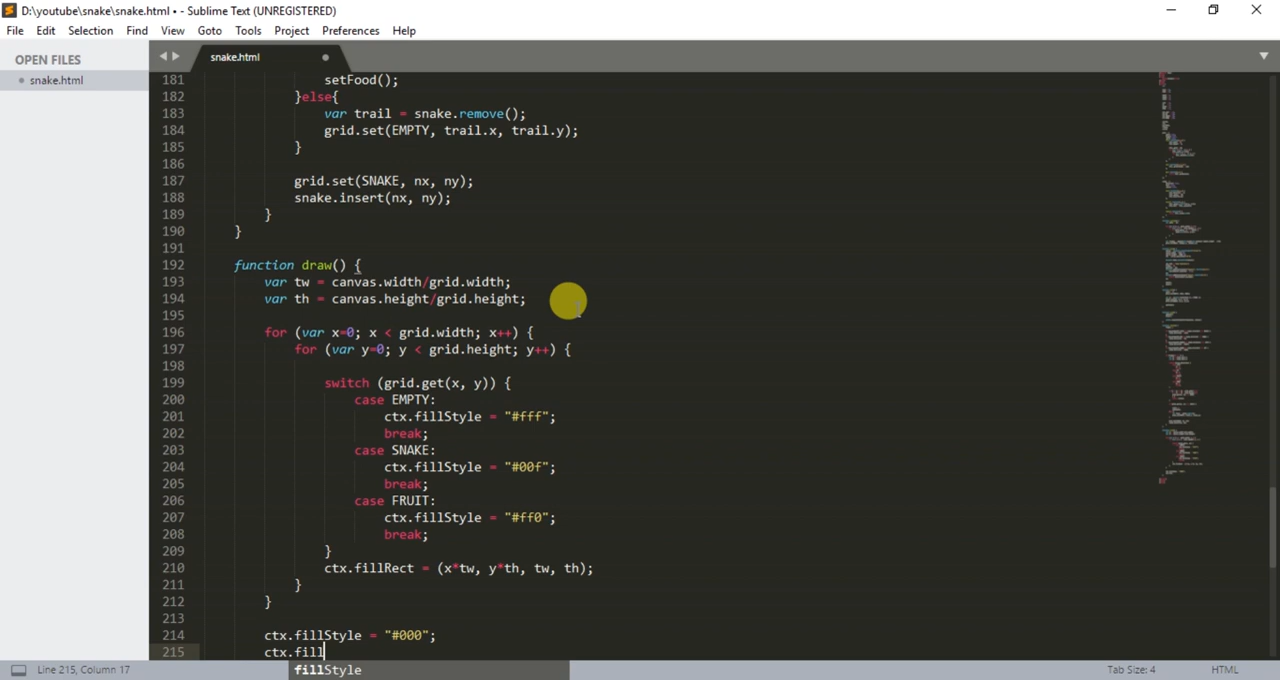 D:\youtube\snake\snake.html • - Sublime Text (UNREGISTERED)
File Edit Selection Find View Goto Tools Project Preferences Help
OPEN FILES
snake.html
snake.html
181 setFood();
182 }else{
183 var trail = snake.remove();
184 grid.set(EMPTY, trail.x, trail.y);
185 }
186
187 grid.set(SNAKE, nx, ny);
188 snake.insert(nx, ny);
189 }
190 }
191
192 function draw() {
193 var tw = canvas.width/grid.width;
194 var th = canvas.height/grid.height;
195
196 for (var x=0; x < grid.width; x++) {
197 for (var y=0; y < grid.height; y++) {
198
199 switch (grid.get(x, y)) {
200 case EMPTY:
201 ctx.fillStyle = "#fff";
202 break;
203 case SNAKE:
204 ctx.fillStyle = "#00f";
205 break;
206 case FRUIT:
207 ctx.fillStyle = "#ff0";
208 break;
209 }
210 ctx.fillRect = (x*tw, y*th, tw, th);
211 }
212 }
213
214 ctx.fillStyle = "#000";
215 ctx.fill
fillStyle
Line 215, Column 17 Tab Size: 4 HTML